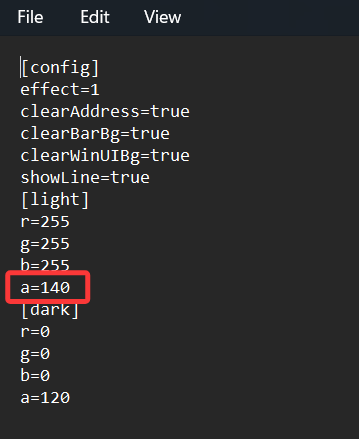 File Edit View
[config]
effect=1
clearAddress=true
clearBarBg=true
clearWinUIBg=true
showLine=true
[light]
r=255
g=255
b=255
a=140
[dark]
r=0
g=0
b=0
a=120